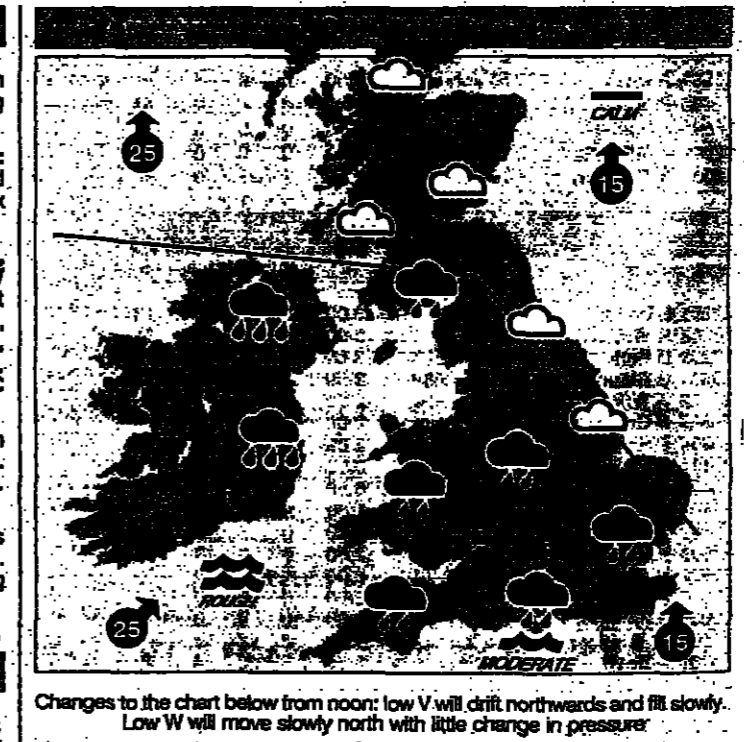 25
CALM
15
ROUGH
25
MODERATE
15
Changes to the chart below from noon: low V will drift northwards and fill slowly.
Low W will move slowly north with little change in pressure